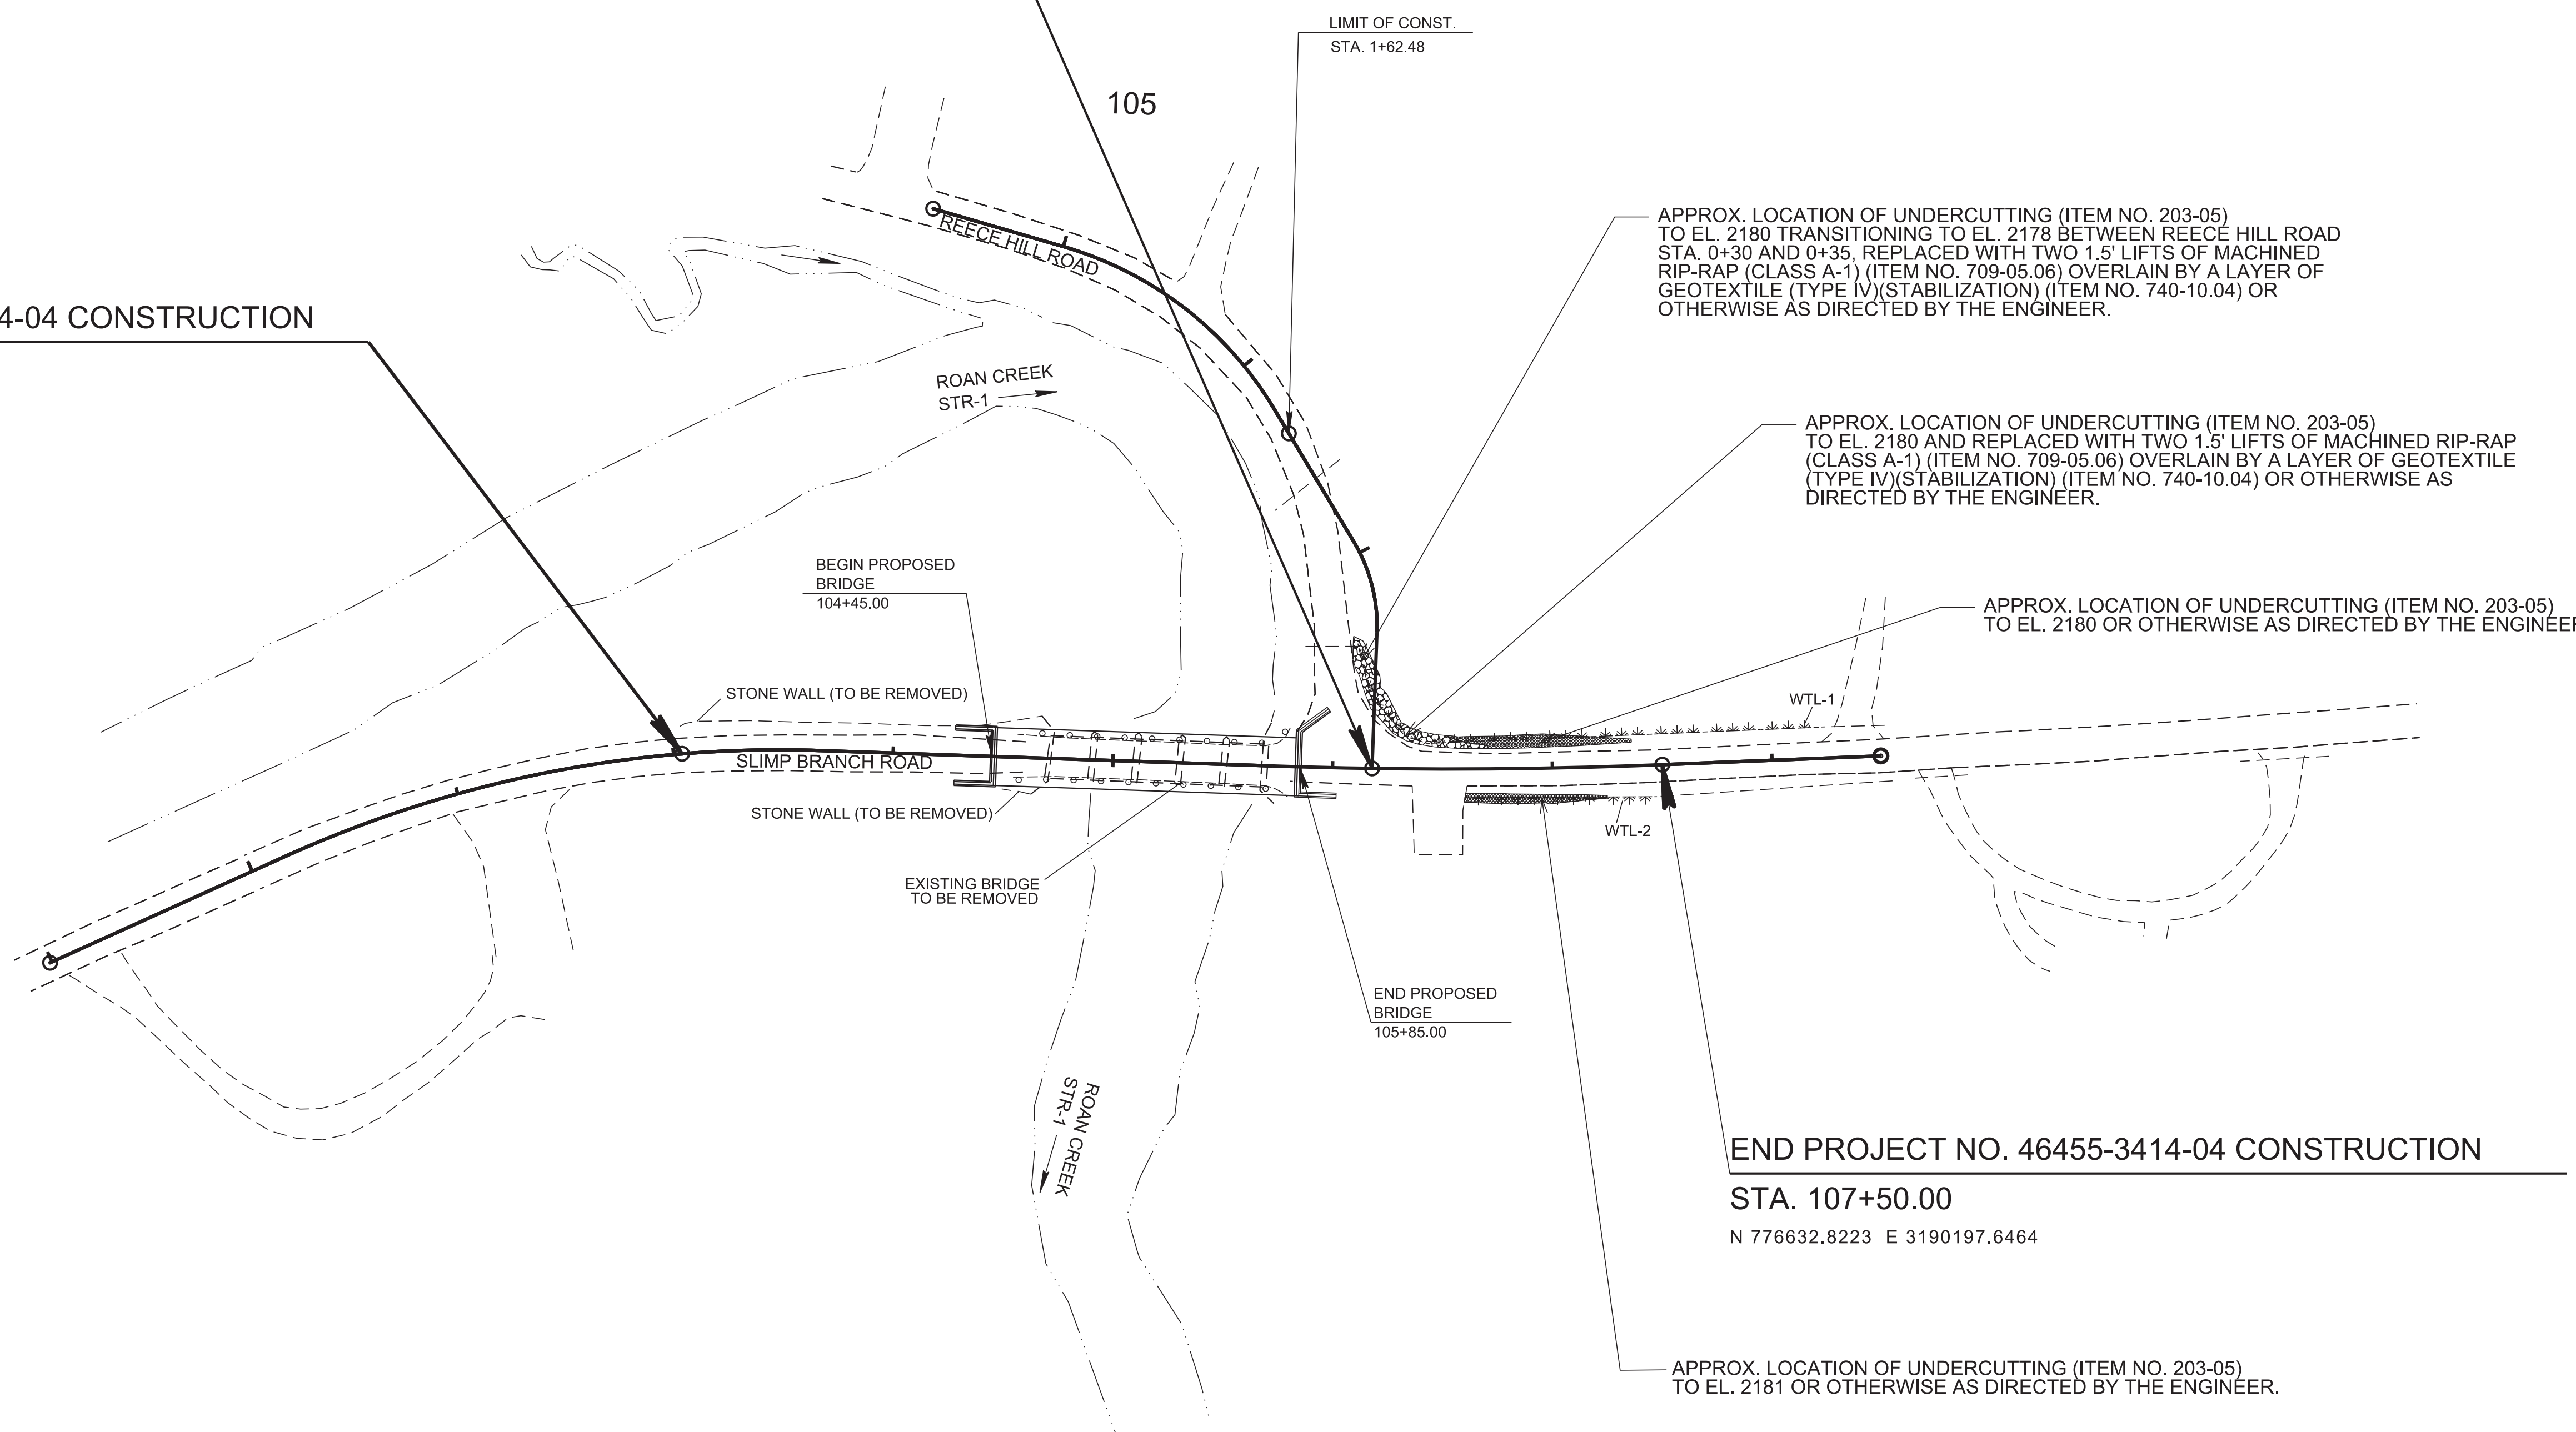 LIMIT OF CONST.
STA. 1+62.48
105
REECE HILL ROAD
APPROX. LOCATION OF UNDERCUTTING (ITEM NO. 203-05)
TO EL. 2180 TRANSITIONING TO EL. 2178 BETWEEN REECE HILL ROAD
STA. 0+30 AND 0+35, REPLACED WITH TWO 1.5' LIFTS OF MACHINED
RIP-RAP (CLASS A-1) (ITEM NO. 709-05.06) OVERLAIN BY A LAYER OF
GEOTEXTILE (TYPE IV)(STABILIZATION) (ITEM NO. 740-10.04) OR
OTHERWISE AS DIRECTED BY THE ENGINEER.
4-04 CONSTRUCTION
ROAN CREEK
STR-1
APPROX. LOCATION OF UNDERCUTTING (ITEM NO. 203-05)
TO EL. 2180 AND REPLACED WITH TWO 1.5' LIFTS OF MACHINED RIP-RAP
(CLASS A-1) (ITEM NO. 709-05.06) OVERLAIN BY A LAYER OF GEOTEXTILE
(TYPE IV)(STABILIZATION) (ITEM NO. 740-10.04) OR OTHERWISE AS
DIRECTED BY THE ENGINEER.
BEGIN PROPOSED
BRIDGE
104+45.00
APPROX. LOCATION OF UNDERCUTTING (ITEM NO. 203-05)
TO EL. 2180 OR OTHERWISE AS DIRECTED BY THE ENGINEER
STONE WALL (TO BE REMOVED)
WTL-1
SLIMP BRANCH ROAD
STONE WALL (TO BE REMOVED)
WTL-2
EXISTING BRIDGE
TO BE REMOVED
END PROPOSED
BRIDGE
105+85.00
ROAN CREEK
STR-1
END PROJECT NO. 46455-3414-04 CONSTRUCTION
STA. 107+50.00
N 776632.8223 E 3190197.6464
APPROX. LOCATION OF UNDERCUTTING (ITEM NO. 203-05)
TO EL. 2181 OR OTHERWISE AS DIRECTED BY THE ENGINEER.